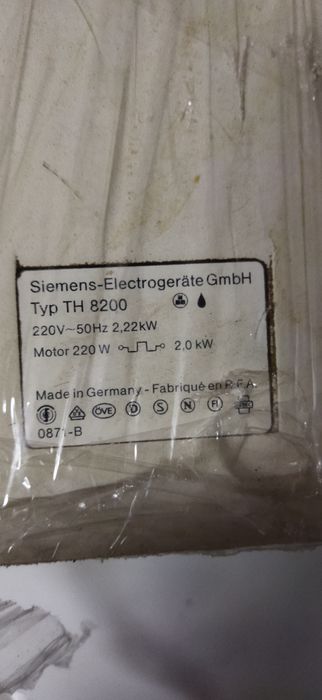 Siemens-Electrogeräte GmbH
Typ TH 8200
220V~50Hz 2,22kW
Motor 220 W 2,0 kW
Made in Germany - Fabriqué en R.F.A.
ÖVE D S N FI
0871-B